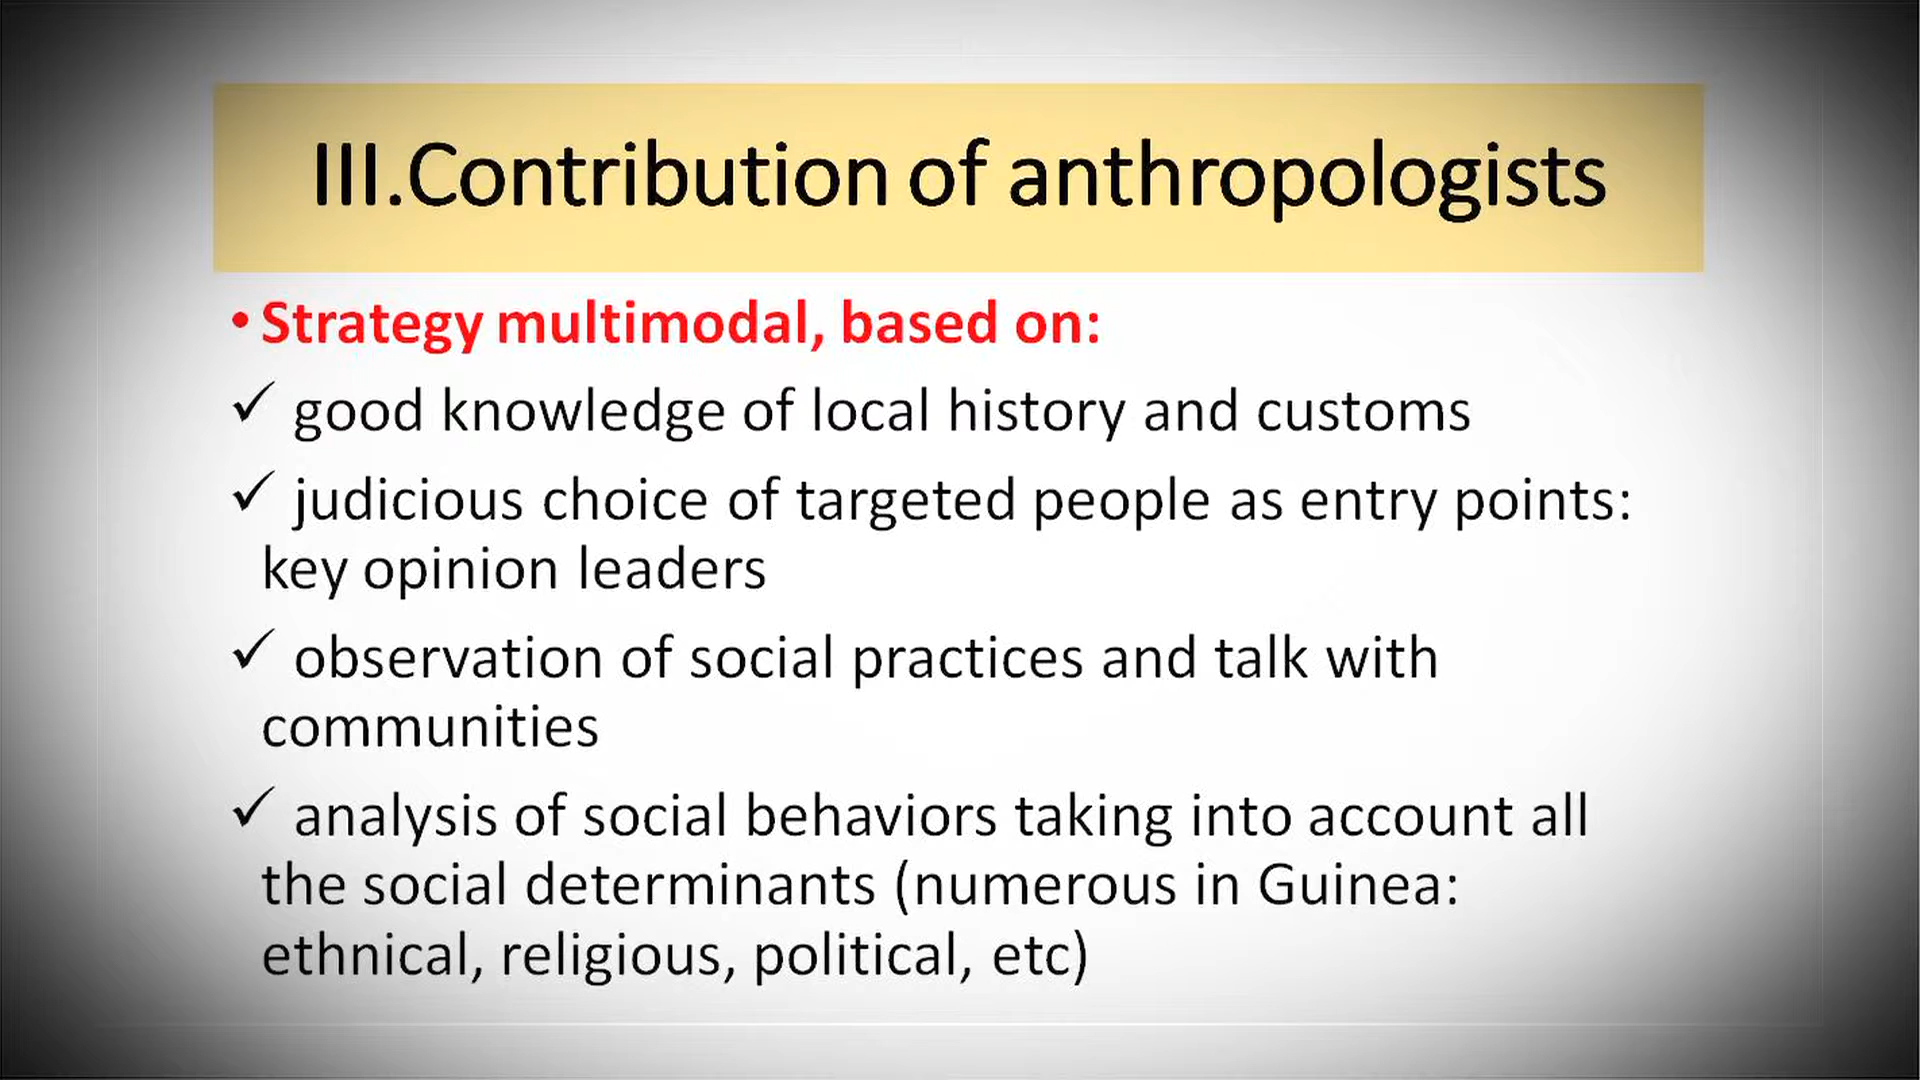 III.Contribution of anthropologists
• Strategy multimodal, based on:
✓ good knowledge of local history and customs
✓ judicious choice of targeted people as entry points:
key opinion leaders
✓ observation of social practices and talk with
communities
✓ analysis of social behaviors taking into account all
the social determinants (numerous in Guinea:
ethnical, religious, political, etc)